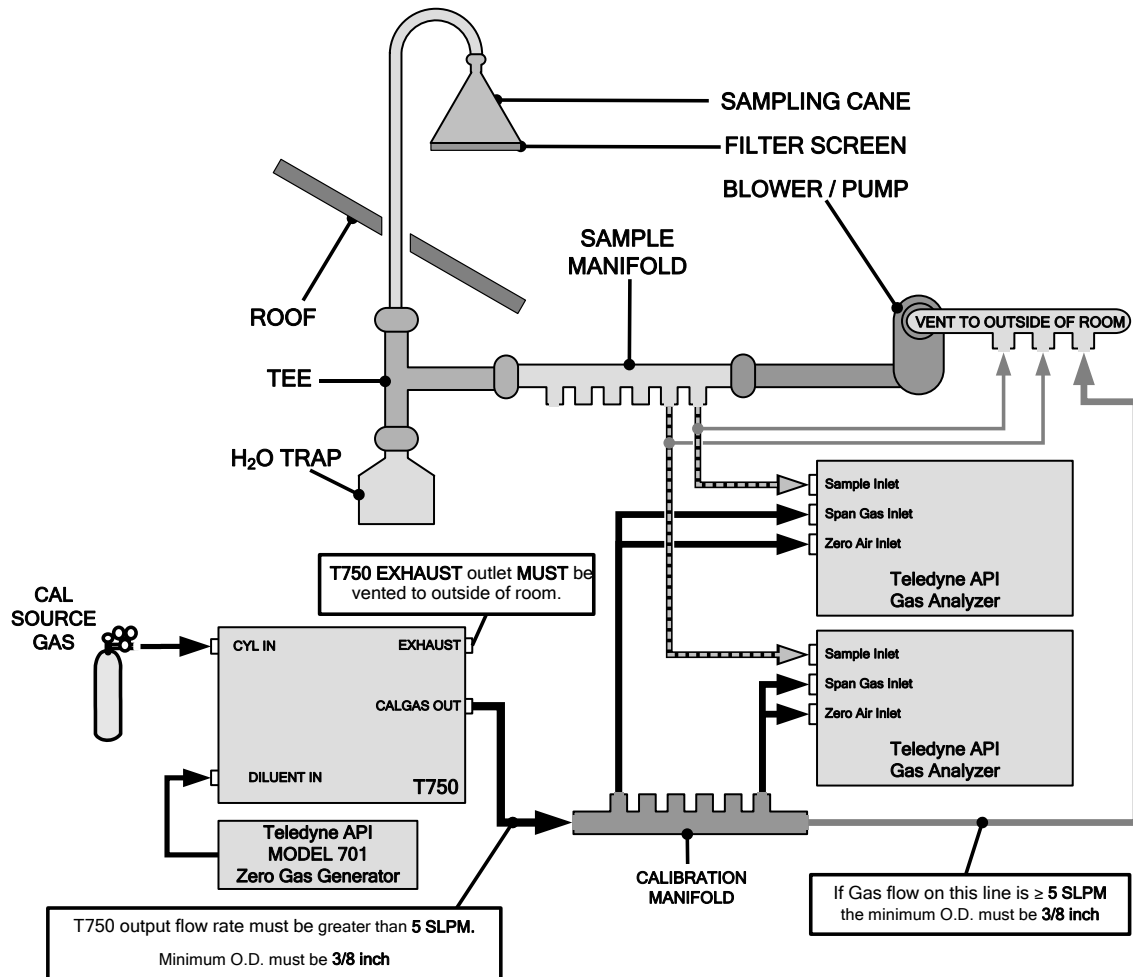 SAMPLING CANE
FILTER SCREEN
BLOWER / PUMP
SAMPLE
MANIFOLD
VENT TO OUTSIDE OF ROOM
ROOF
TEE
H₂O TRAP
Sample Inlet
Span Gas Inlet
Zero Air Inlet
Teledyne API
Gas Analyzer
T750 EXHAUST outlet MUST be
vented to outside of room.
CAL
SOURCE
GAS
CYL IN
EXHAUST
CALGAS OUT
DILUENT IN
T750
Sample Inlet
Span Gas Inlet
Zero Air Inlet
Teledyne API
Gas Analyzer
Teledyne API
MODEL 701
Zero Gas Generator
CALIBRATION
MANIFOLD
If Gas flow on this line is ≥ 5 SLPM
the minimum O.D. must be 3/8 inch
T750 output flow rate must be greater than 5 SLPM.
Minimum O.D. must be 3/8 inch